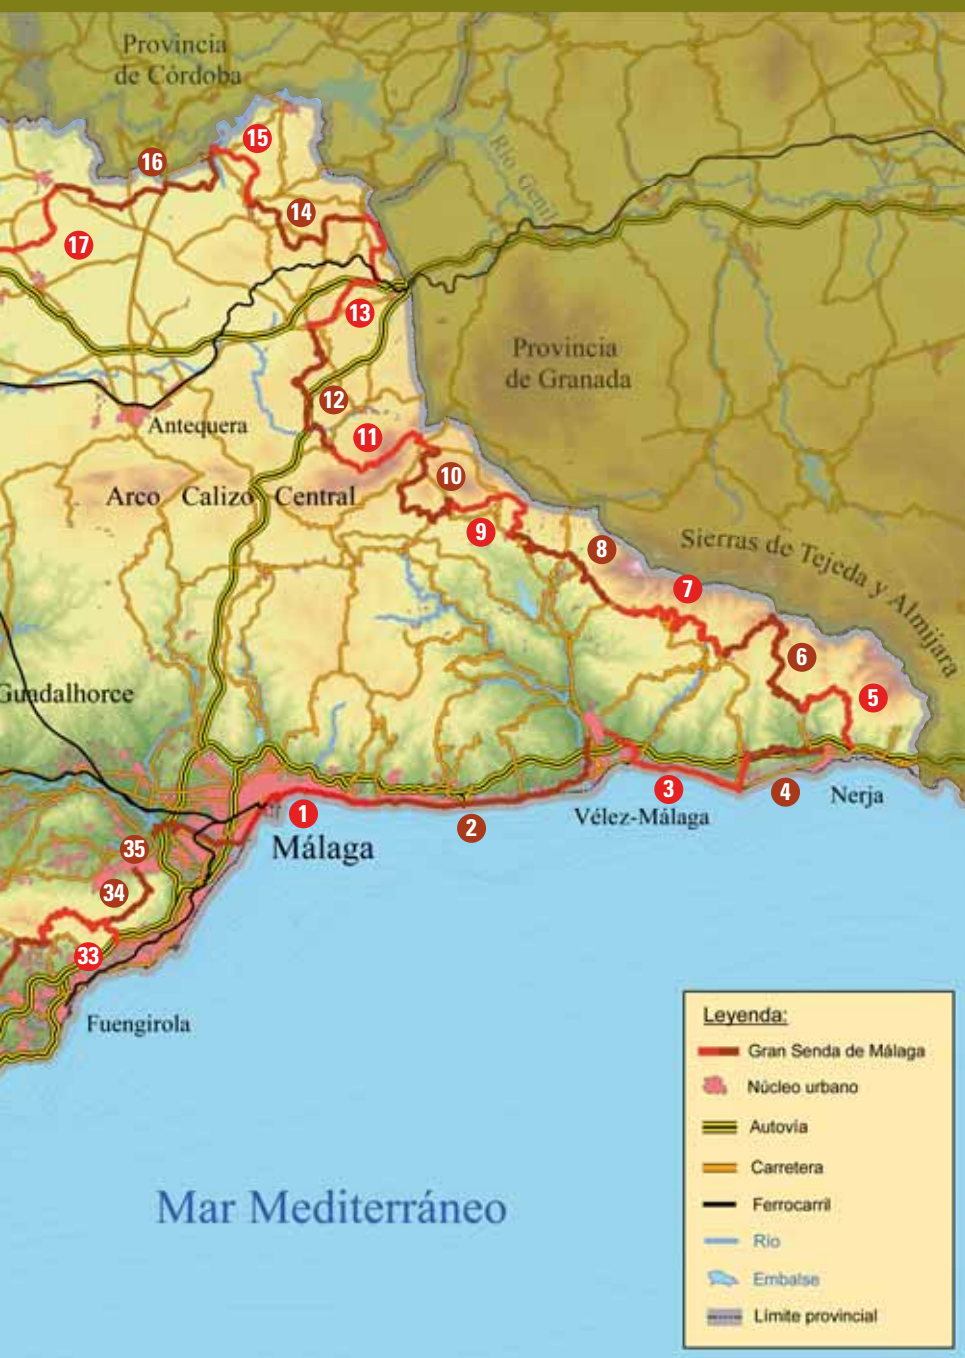 Provincia
de Córdoba
15
16
Río Genil
14
17
13
Provincia
de Granada
12
Antequera
11
10
Arco Calizo Central
9
8
Sierras de Tejeda y Almijara
7
6
Guadalhorce
5
3
4
Nerja
1
2
Vélez-Málaga
Málaga
35
34
33
Fuengirola
Mar Mediterráneo
Leyenda:
Gran Senda de Málaga
Núcleo urbano
Autovía
Carretera
Ferrocarril
Río
Embalse
Límite provincial